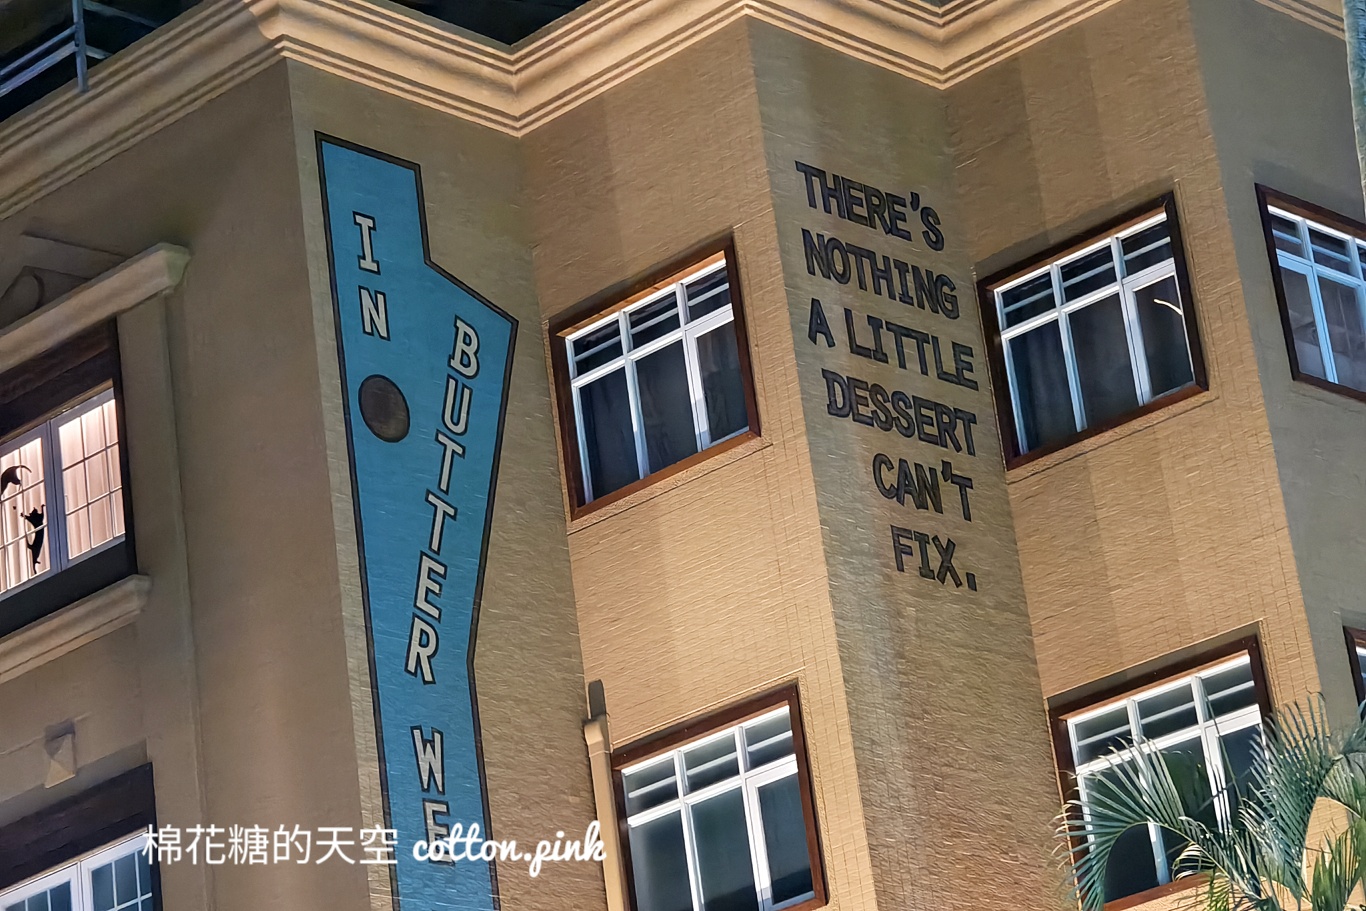 IN
BUTTER WE
THERE'S
NOTHING
A LITTLE
DESSERT
CAN'T
FIX.
棉花糖的天空 cotton.pink